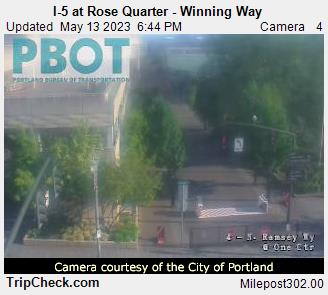 I-5 at Rose Quarter - Winning Way
Updated May 13 2023 6:44 PM Camera 4
PBOT
PORTLAND BUREAU OF TRANSPORTATION
4 - N. Ramsey Wy
@ One Ctr
Camera courtesy of the City of Portland
TripCheck.com Milepost302.00